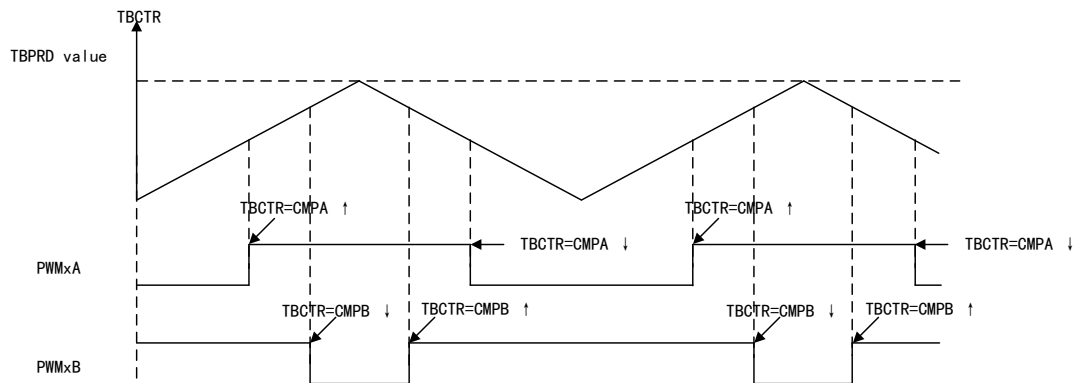 TBCTR
TBPRD value
TBCTR=CMPA ↑
TBCTR=CMPA ↑
TBCTR=CMPA ↓
TBCTR=CMPA ↓
PWMxA
TBCTR=CMPB ↓
TBCTR=CMPB ↑
TBCTR=CMPB ↓
TBCTR=CMPB ↑
PWMxB